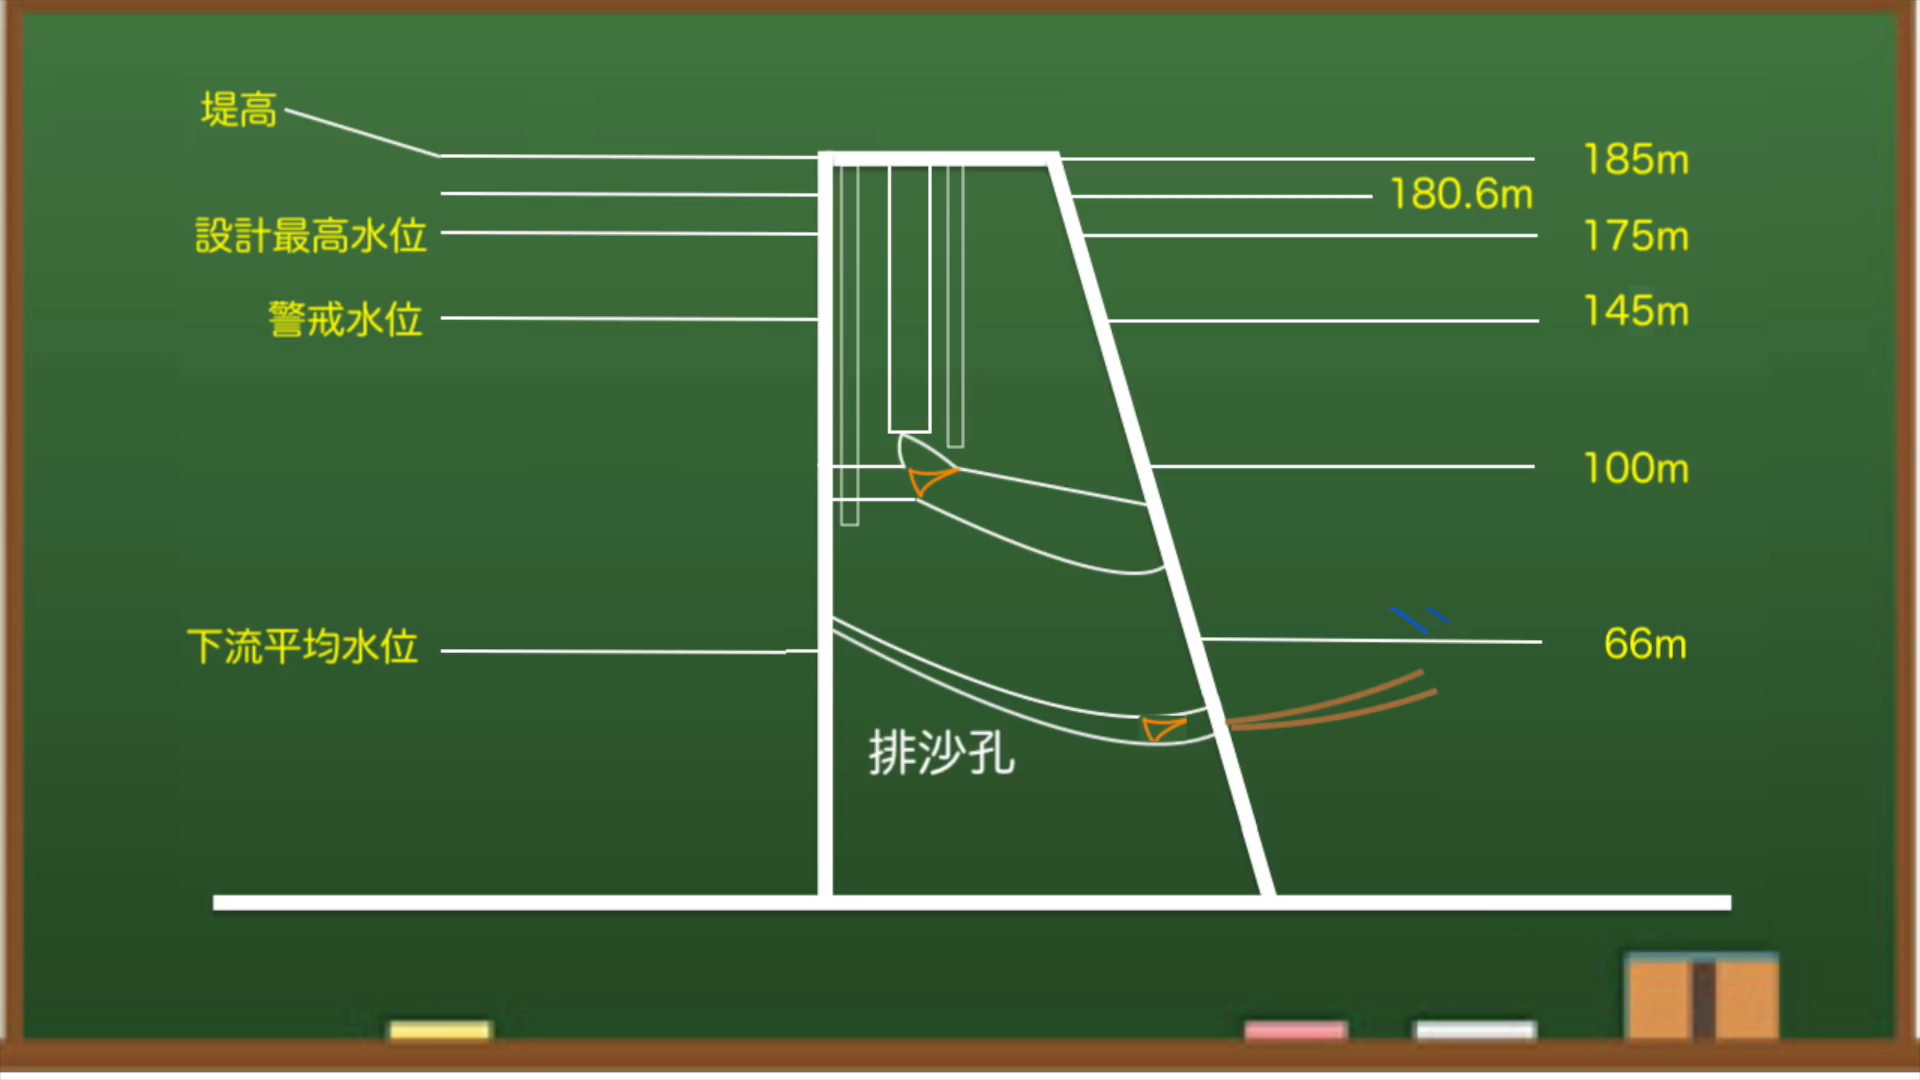 堤高
185m
180.6m
設計最高水位
175m
警戒水位
145m
100m
下流平均水位
66m
排沙孔